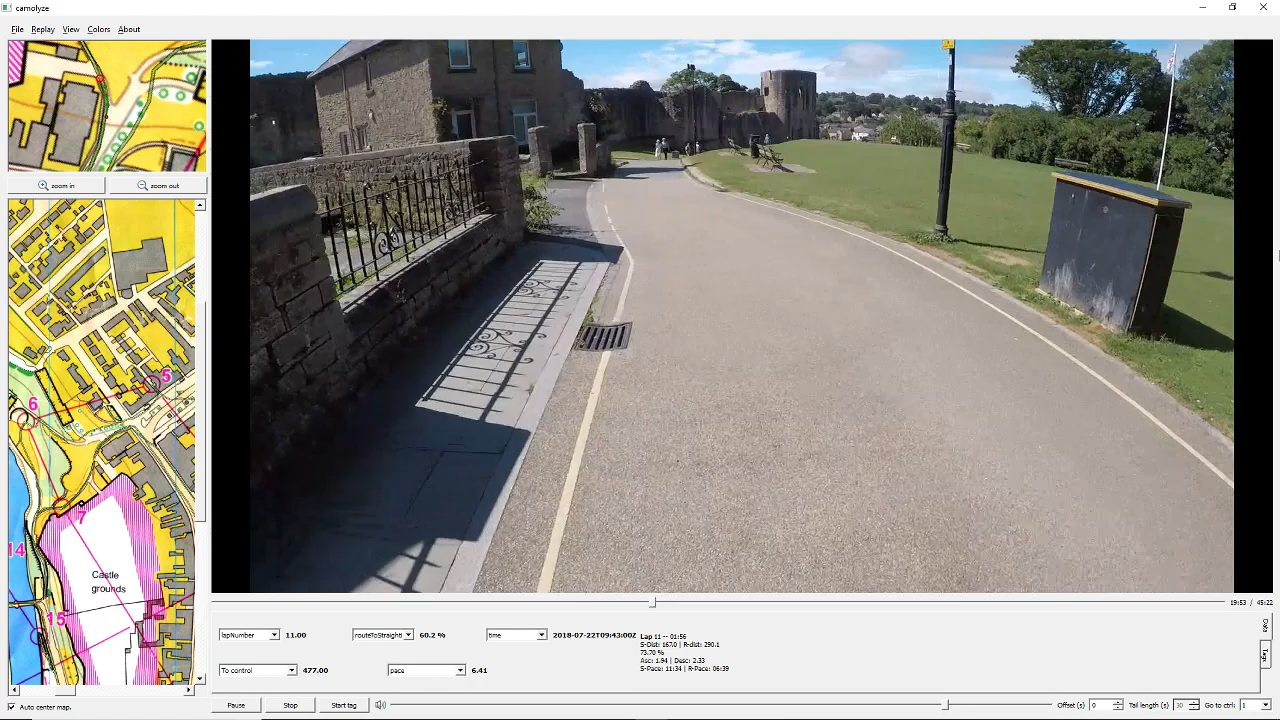 camolyze
File Replay View Colors About
zoom in zoom out
5
6
7
14
Castle
grounds
15
19:53 / 45:22
lapNumber 11.00 routeToStraightl 60.2 % time 2018-07-22T09:43:00Z
Lap 11 -- 01:56
S-Dist: 167.0 | R-dist: 290.1
73.70 %
Asc: 1.94 | Desc: 2.33
S-Pace: 11:34 | R-Pace: 06:39
To control 477.00 pace 6.41
Data
Tags
Auto center map.
Pause Stop Start tag Offset (s) 0 Tail length (s) 30 Go to ctrl: 1